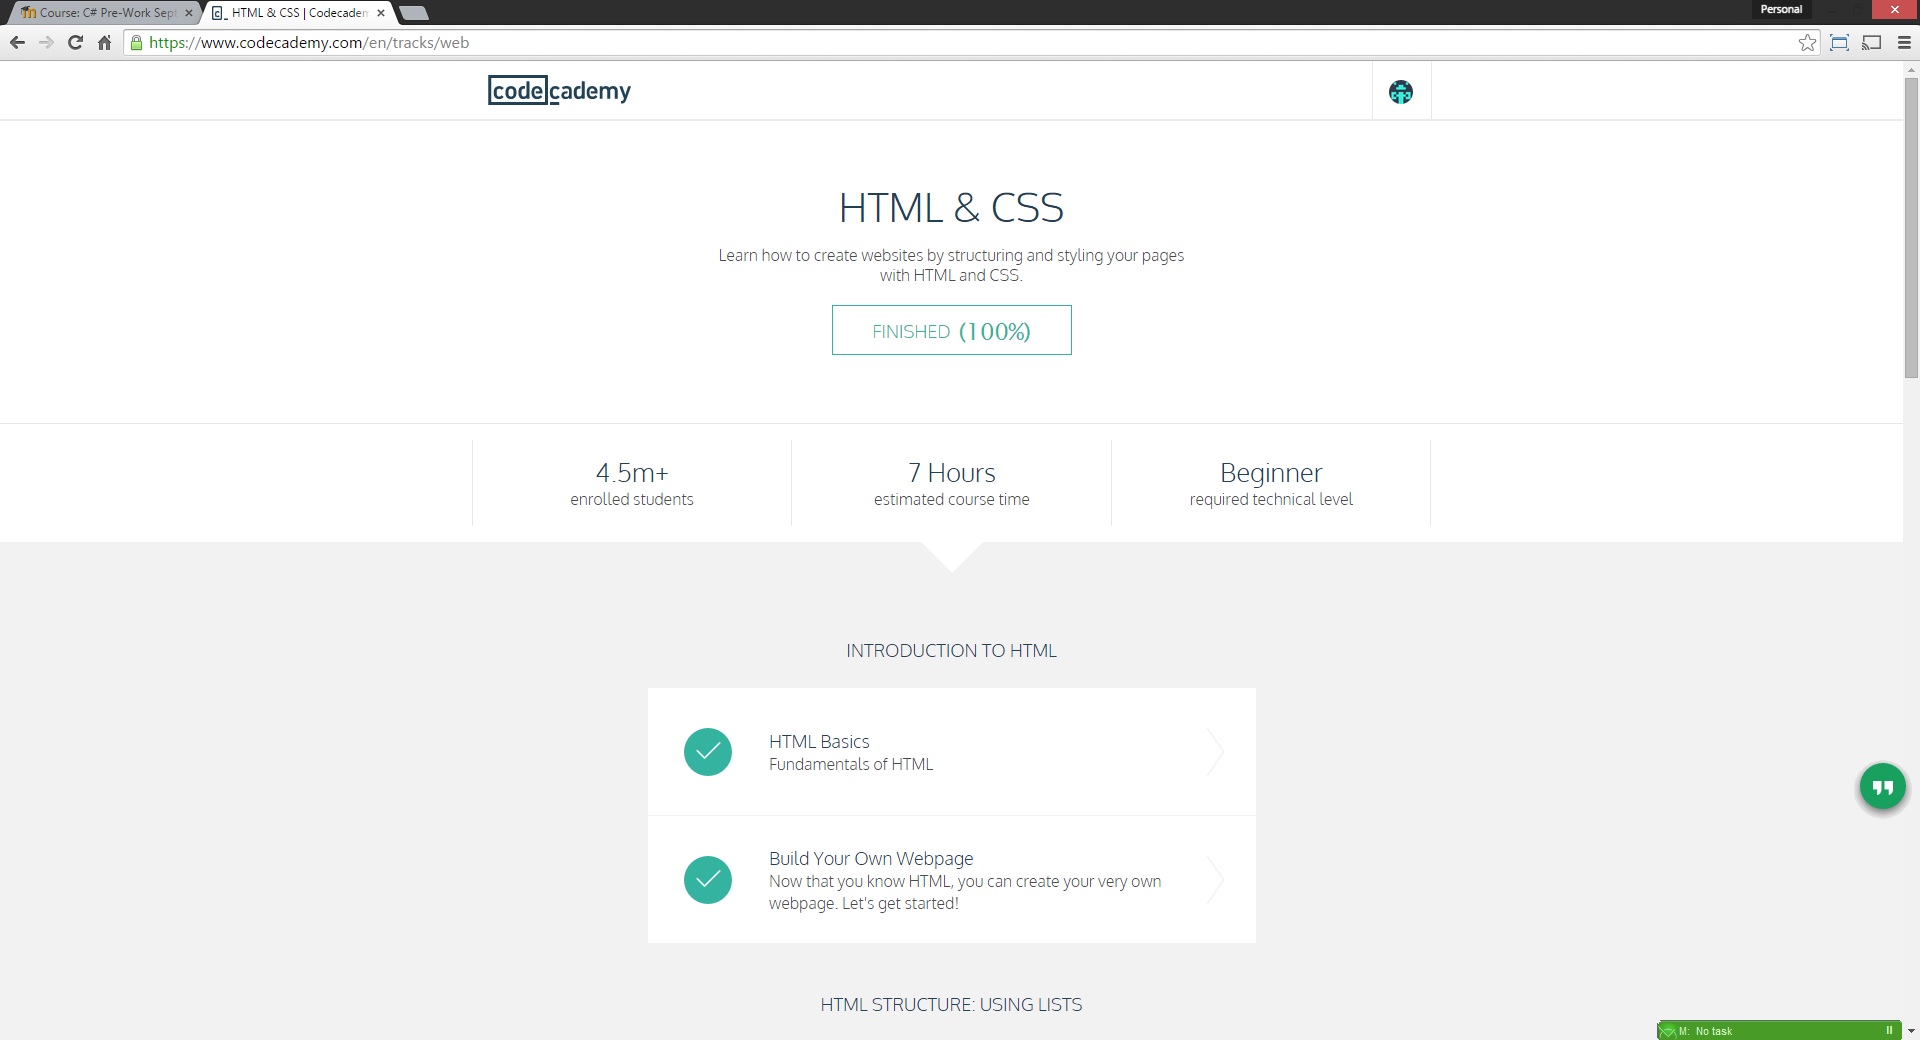 Course: C# Pre-Work Sept
HTML & CSS | Codecadem
Personal
https://www.codecademy.com/en/tracks/web
codecademy
HTML & CSS
Learn how to create websites by structuring and styling your pages
with HTML and CSS.
FINISHED (100%)
4.5m+
enrolled students
7 Hours
estimated course time
Beginner
required technical level
INTRODUCTION TO HTML
HTML Basics
Fundamentals of HTML
Build Your Own Webpage
Now that you know HTML, you can create your very own
webpage. Let's get started!
HTML STRUCTURE: USING LISTS
M: No task